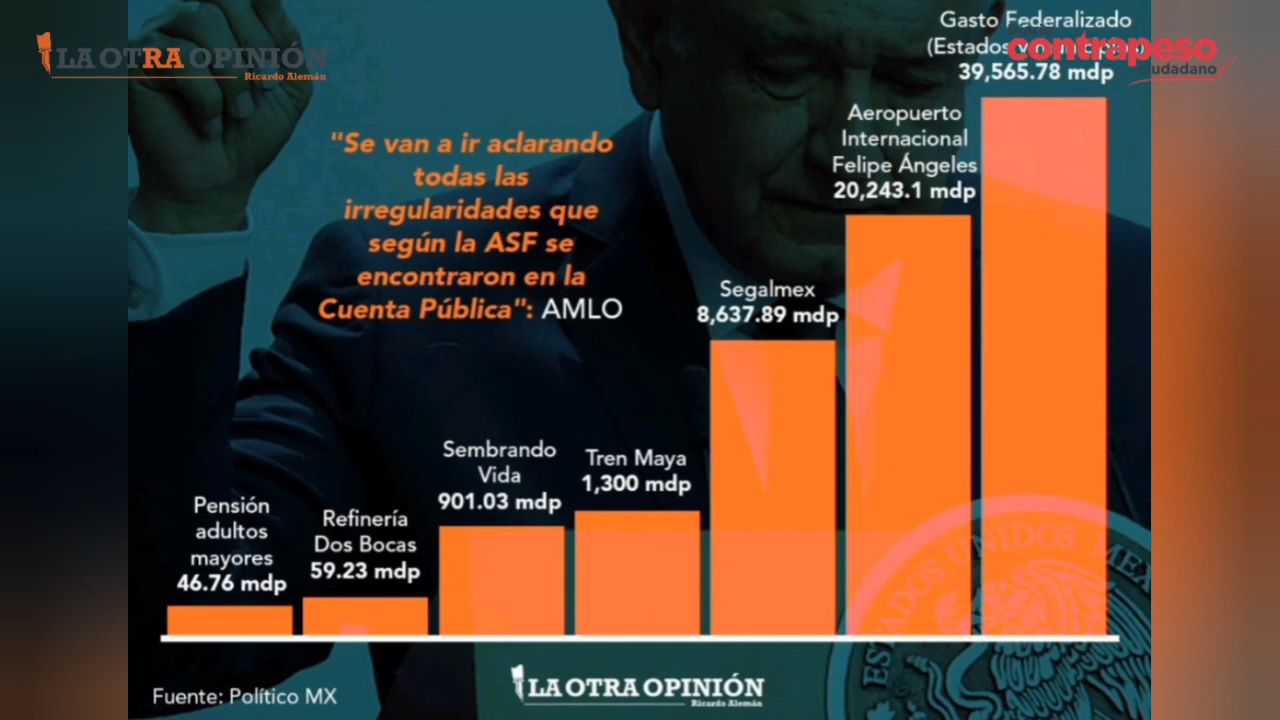 LA OTRA OPINIÓN
Ricardo Alemán
Gasto Federalizado
(Estados
39,565.78 mdp
contrapeso
ciudadano
"Se van a ir aclarando
todas las
irregularidades que
según la ASF se
encontraron en la
Cuenta Pública": AMLO
Aeropuerto
Internacional
Felipe Ángeles
20,243.1 mdp
Segalmex
8,637.89 mdp
Sembrando
Vida
901.03 mdp
Tren Maya
1,300 mdp
Pensión
adultos
mayores
46.76 mdp
Refinería
Dos Bocas
59.23 mdp
ESTADOS UNIDOS MEX
LA OTRA OPINIÓN
Ricardo Alemán
Fuente: Político MX